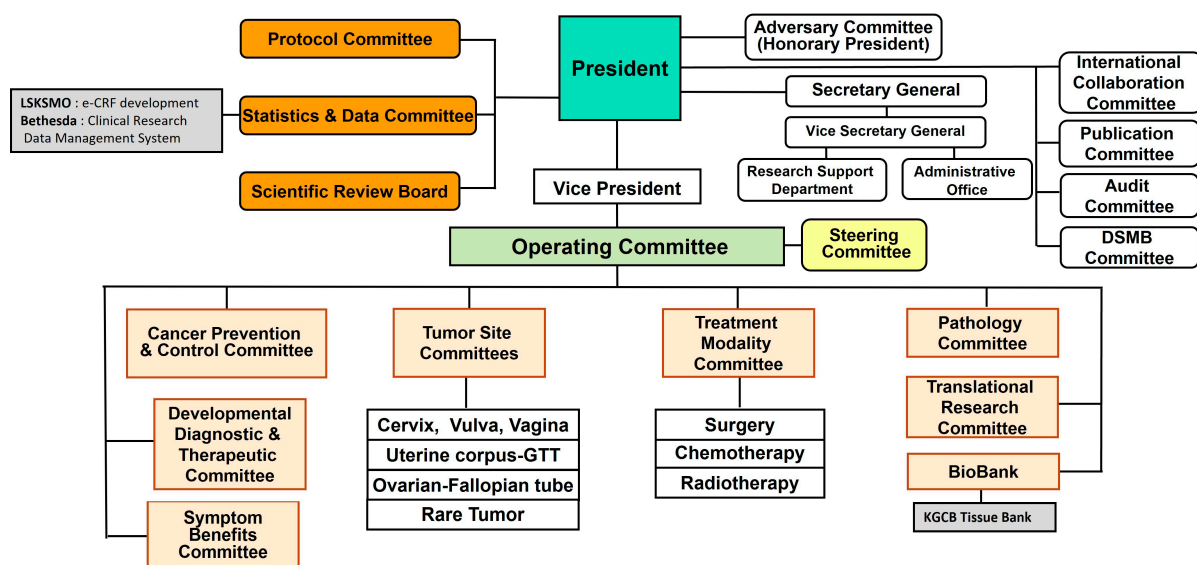 Protocol Committee
President
Adversary Committee
(Honorary President)
International
Collaboration
Committee
LSKSMO : e-CRF development
Bethesda : Clinical Research
Data Management System
Statistics & Data Committee
Secretary General
Vice Secretary General
Publication
Committee
Research Support
Department
Administrative
Office
Scientific Review Board
Vice President
Audit
Committee
Operating Committee
Steering
Committee
DSMB
Committee
Cancer Prevention
& Control Committee
Tumor Site
Committees
Treatment
Modality
Committee
Pathology
Committee
Developmental
Diagnostic &
Therapeutic
Committee
Cervix, Vulva, Vagina
Uterine corpus-GTT
Ovarian-Fallopian tube
Rare Tumor
Surgery
Chemotherapy
Radiotherapy
Translational
Research
Committee
BioBank
KGCB Tissue Bank
Symptom
Benefits
Committee